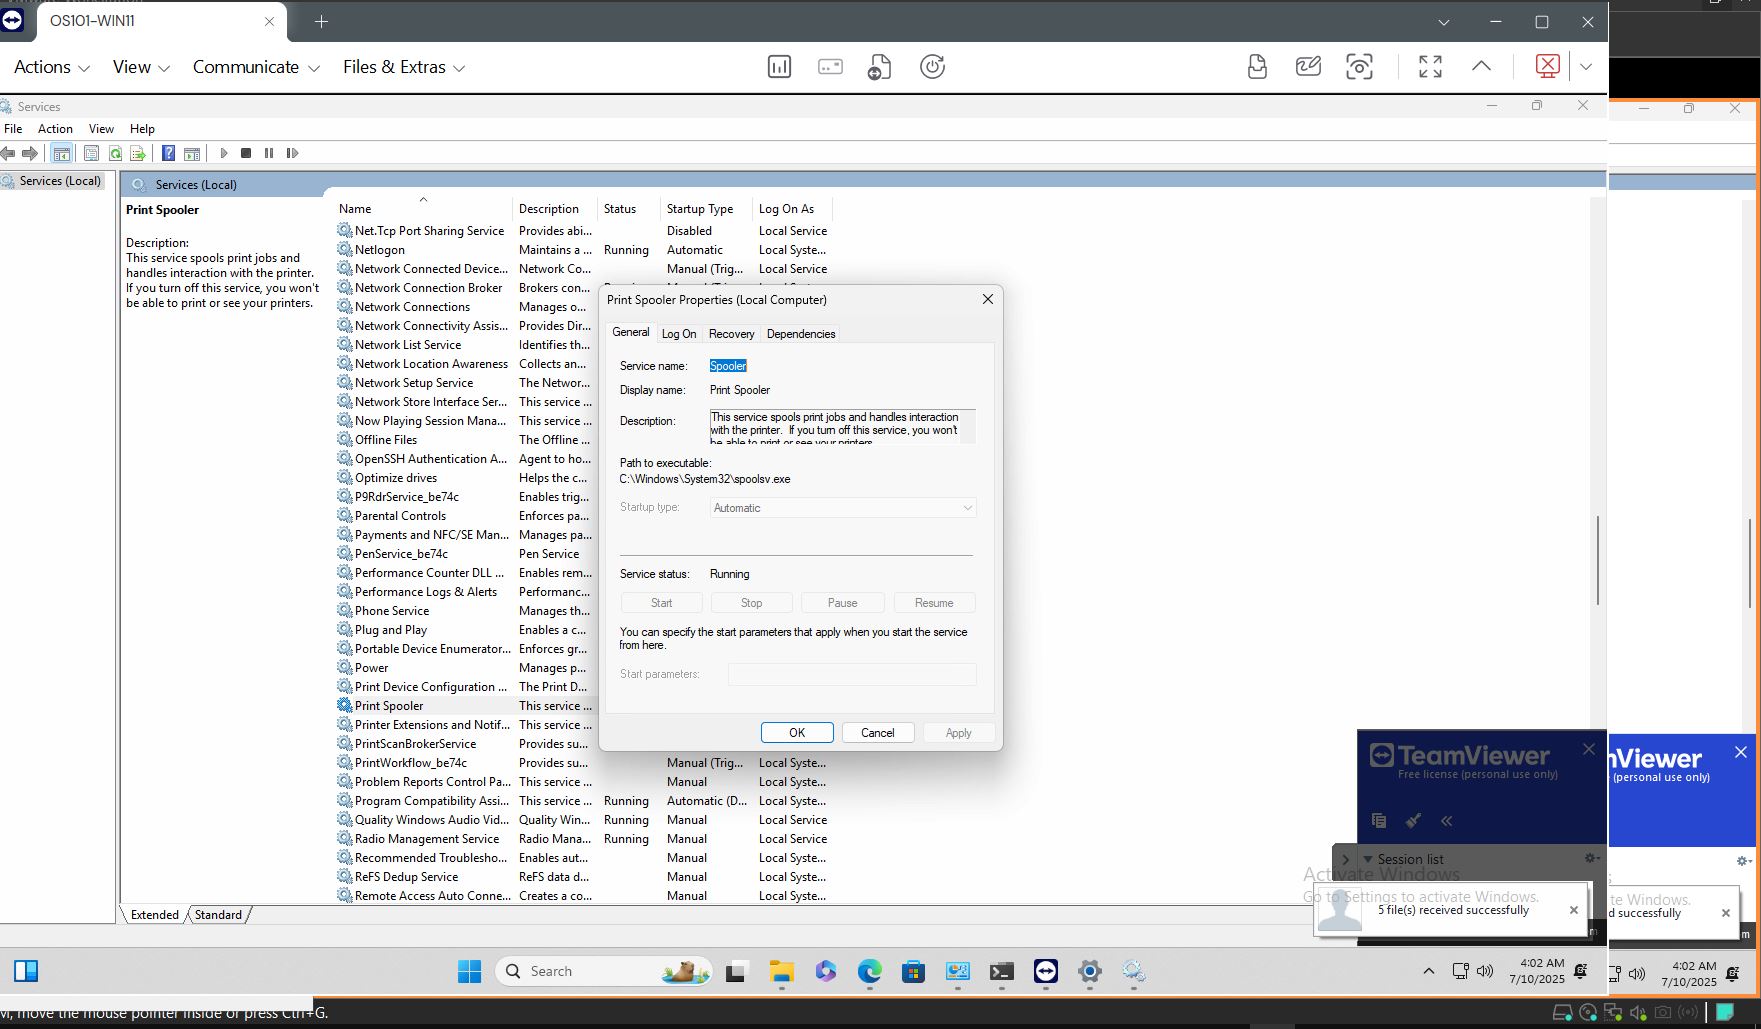 OS101-WIN11
Actions View Communicate Files & Extras
Services
File Action View Help
Services (Local)
Services (Local)
Print Spooler
Description:
This service spools print jobs and
handles interaction with the printer.
If you turn off this service, you won't
be able to print or see your printers.
Name Description Status Startup Type Log On As
Net.Tcp Port Sharing Service Provides abi... Disabled Local Service
Netlogon Maintains a ... Running Automatic Local Syste...
Network Connected Device... Network Co... Manual (Trig... Local Service
Network Connection Broker Brokers con...
Network Connections Manages o...
Network Connectivity Assis... Provides Dir...
Network List Service Identifies th...
Network Location Awareness Collects an...
Network Setup Service The Networ...
Network Store Interface Ser... This service ...
Now Playing Session Mana... This service ...
Offline Files The Offline ...
OpenSSH Authentication A... Agent to ho...
Optimize drives Helps the c...
P9RdrService_be74c Enables trig...
Parental Controls Enforces pa...
Payments and NFC/SE Man... Manages pa...
PenService_be74c Pen Service
Performance Counter DLL ... Enables rem...
Performance Logs & Alerts Performanc...
Phone Service Manages th...
Plug and Play Enables a c...
Portable Device Enumerator... Enforces gr...
Power Manages p...
Print Device Configuration ... The Print D...
Print Spooler This service ...
Printer Extensions and Notif... This service ...
PrintScanBrokerService Provides su...
PrintWorkflow_be74c Provides su... Manual (Trig... Local Syste...
Problem Reports Control Pa... This service ... Manual Local Syste...
Program Compatibility Assi... This service ... Running Automatic (D... Local Syste...
Quality Windows Audio Vid... Quality Win... Running Manual Local Service
Radio Management Service Radio Mana... Running Manual Local Service
Recommended Troublesho... Enables aut... Manual Local Syste...
ReFS Dedup Service ReFS data d... Manual Local Syste...
Remote Access Auto Conne... Creates a co... Manual Local Syste...
Extended Standard
Print Spooler Properties (Local Computer)
General Log On Recovery Dependencies
Service name: Spooler
Display name: Print Spooler
Description: This service spools print jobs and handles interaction
with the printer. If you turn off this service, you won't
be able to print or see your printers
Path to executable:
C:\Windows\System32\spoolsv.exe
Startup type: Automatic
Service status: Running
Start Stop Pause Resume
You can specify the start parameters that apply when you start the service
from here.
Start parameters:
OK Cancel Apply
TeamViewer
Free license (personal use only)
Session list
Activate Windows
Go to Settings to activate Windows.
5 file(s) received successfully
nViewer
(personal use only)
te Windows.
d successfully
m
m
Search
4:02 AM
7/10/2025
4:02 AM
7/10/2025
M, move the mouse pointer inside or press Ctrl+G.